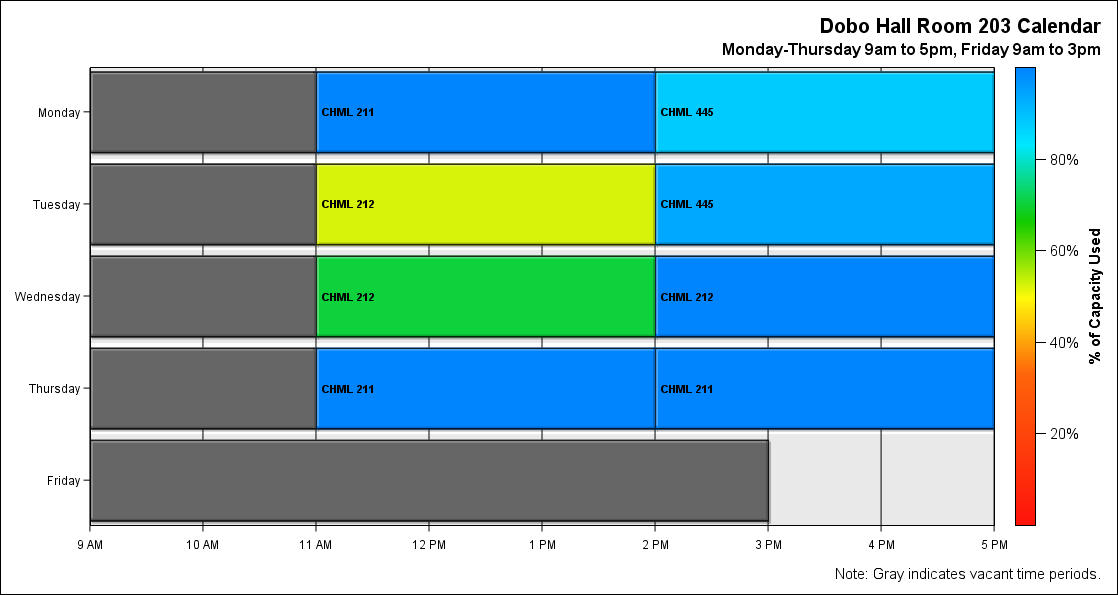 Dobo Hall Room 203 Calendar
Monday-Thursday 9am to 5pm, Friday 9am to 3pm
Monday
CHML 211
CHML 445
Tuesday
CHML 212
CHML 445
Wednesday
CHML 212
CHML 212
Thursday
CHML 211
CHML 211
Friday
9 AM
10 AM
11 AM
12 PM
1 PM
2 PM
3 PM
4 PM
5 PM
80%
60%
40%
20%
% of Capacity Used
Note: Gray indicates vacant time periods.